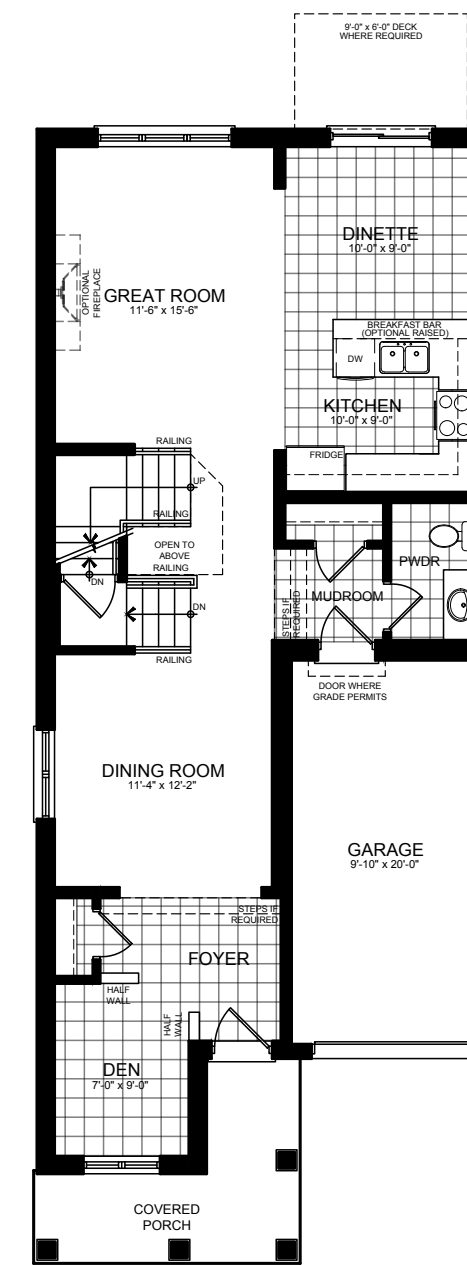 9'-0" x 6'-0" DECK
WHERE REQUIRED
DINETTE
10'-0" x 9'-0"
OPTIONAL
FIREPLACE
GREAT ROOM
11'-6" x 15'-6"
BREAKFAST BAR
(OPTIONAL RAISED)
DW
KITCHEN
10'-0" x 9'-0"
FRIDGE
RAILING
UP
RAILING
OPEN TO
ABOVE
RAILING
DN
DN
RAILING
PWDR
MUDROOM
STEPS IF
REQUIRED
DOOR WHERE
GRADE PERMITS
DINING ROOM
11'-4" x 12'-2"
GARAGE
9'-10" x 20'-0"
STEPS IF
REQUIRED
FOYER
HALF
WALL
HALF
WALL
DEN
7'-0" x 9'-0"
COVERED
PORCH